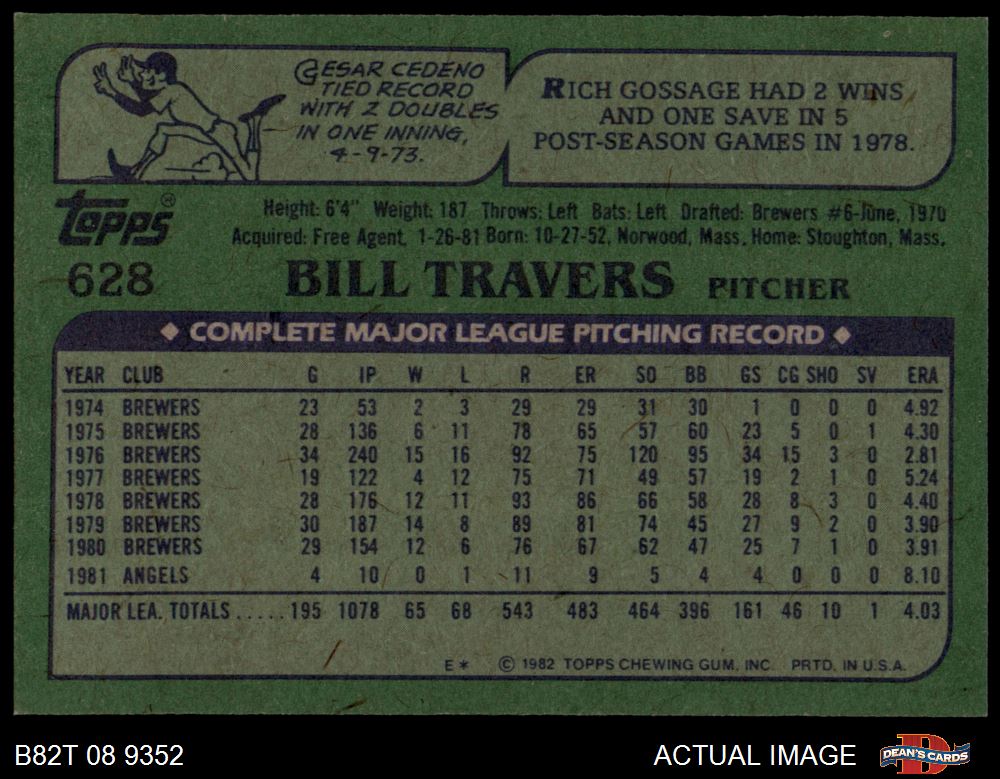 CESAR CEDENO
TIED RECORD
WITH 2 DOUBLES
IN ONE INNING,
4-9-73.
RICH GOSSAGE HAD 2 WINS
AND ONE SAVE IN 5
POST-SEASON GAMES IN 1978.
topps®
Height: 6'4" Weight: 187 Throws: Left Bats: Left Drafted: Brewers #6-June, 1970
Acquired: Free Agent, 1-26-81 Born: 10-27-52, Norwood, Mass. Home: Stoughton, Mass.
628 BILL TRAVERS PITCHER
◆ COMPLETE MAJOR LEAGUE PITCHING RECORD ◆
YEAR CLUB G IP W L R ER SO BB GS CG SHO SV ERA
1974 BREWERS 23 53 2 3 29 29 31 30 1 0 0 0 4.92
1975 BREWERS 28 136 6 11 78 65 57 60 23 5 0 1 4.30
1976 BREWERS 34 240 15 16 92 75 120 95 34 15 3 0 2.81
1977 BREWERS 19 122 4 12 75 71 49 57 19 2 1 0 5.24
1978 BREWERS 28 176 12 11 93 86 66 58 28 8 3 0 4.40
1979 BREWERS 30 187 14 8 89 81 74 45 27 9 2 0 3.90
1980 BREWERS 29 154 12 6 76 67 62 47 25 7 1 0 3.91
1981 ANGELS 4 10 0 1 11 9 5 4 4 0 0 0 8.10
MAJOR LEA. TOTALS ..... 195 1078 65 68 543 483 464 396 161 46 10 1 4.03
E* © 1982 TOPPS CHEWING GUM, INC. PRTD. IN U.S.A.
B82T 08 9352 ACTUAL IMAGE DEAN'S CARDS